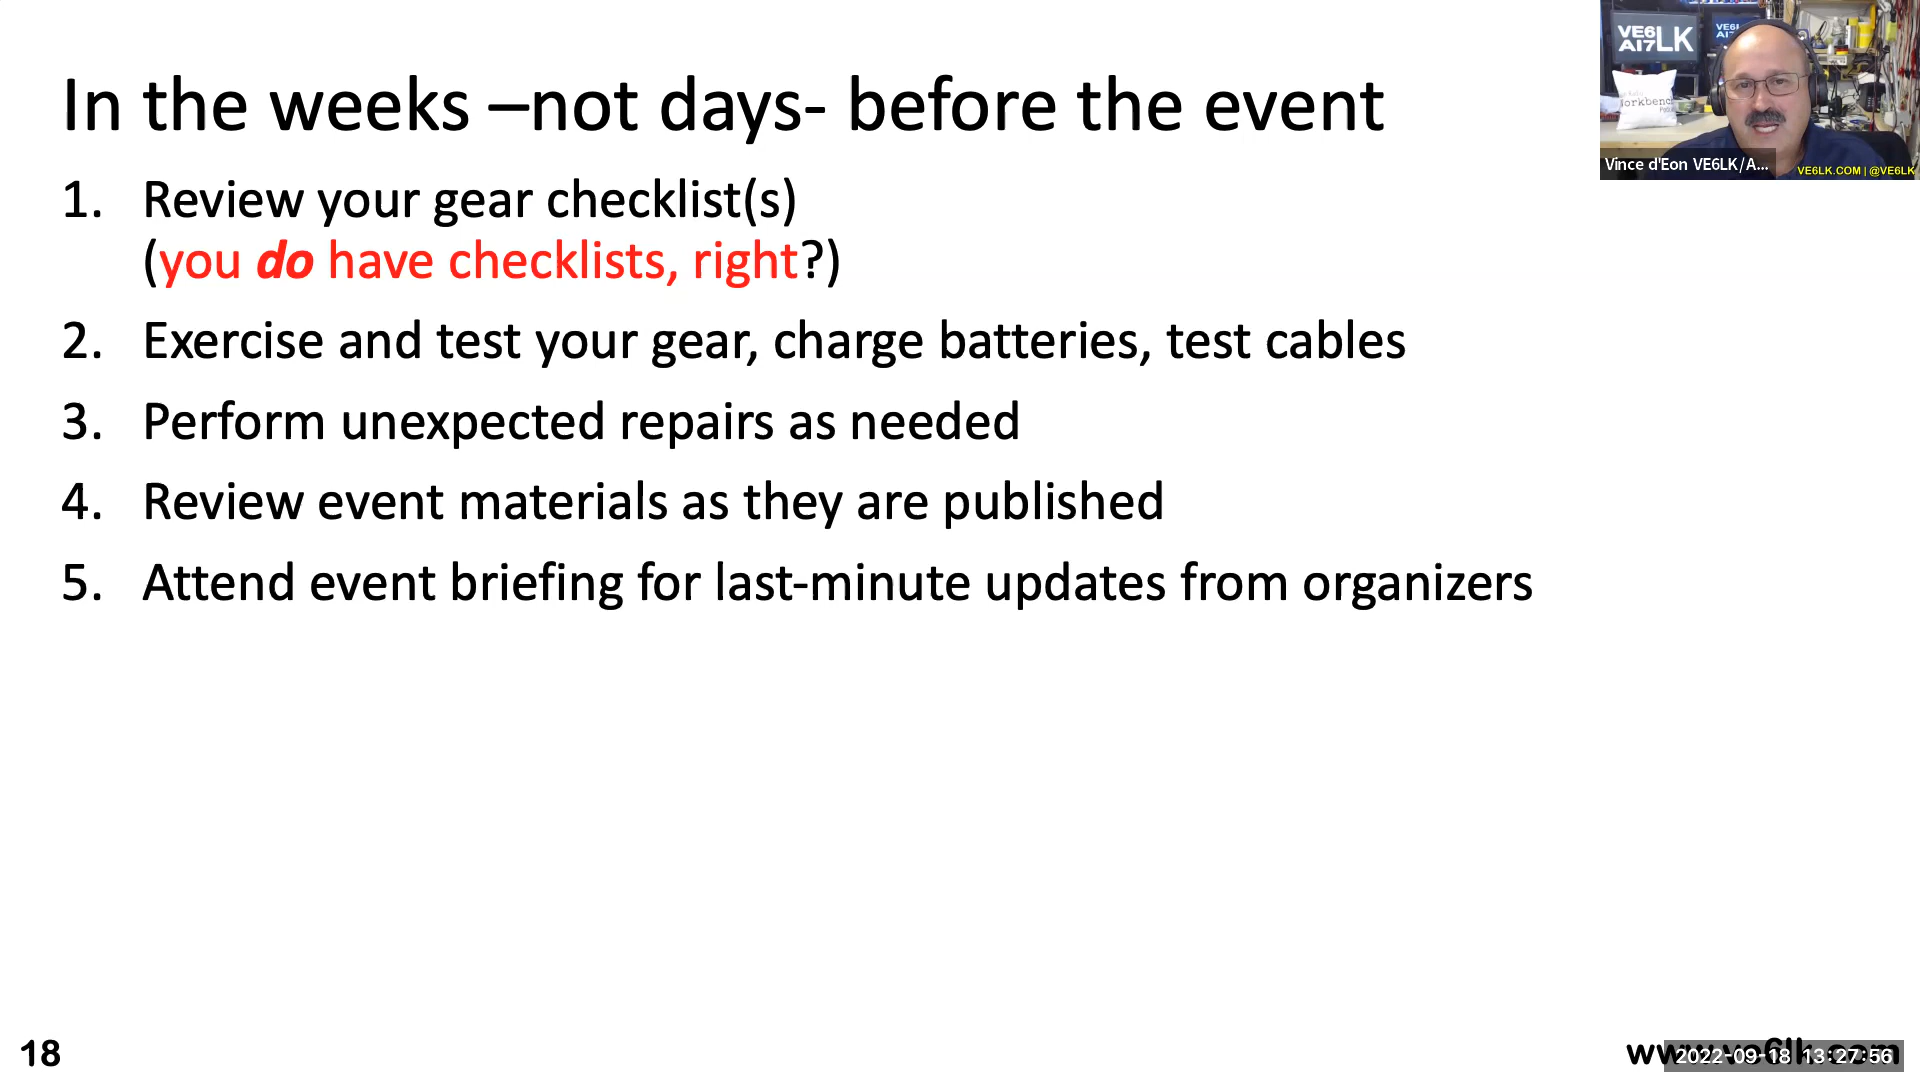 In the weeks –not days- before the event
1. Review your gear checklist(s)
(you do have checklists, right?)
2. Exercise and test your gear, charge batteries, test cables
3. Perform unexpected repairs as needed
4. Review event materials as they are published
5. Attend event briefing for last-minute updates from organizers
VE6
AI7LK
Vince d'Eon VE6LK/A...
VE6LK.COM | @VE6LK
18
www.ve6lk.com
2022-09-18 13:27:56